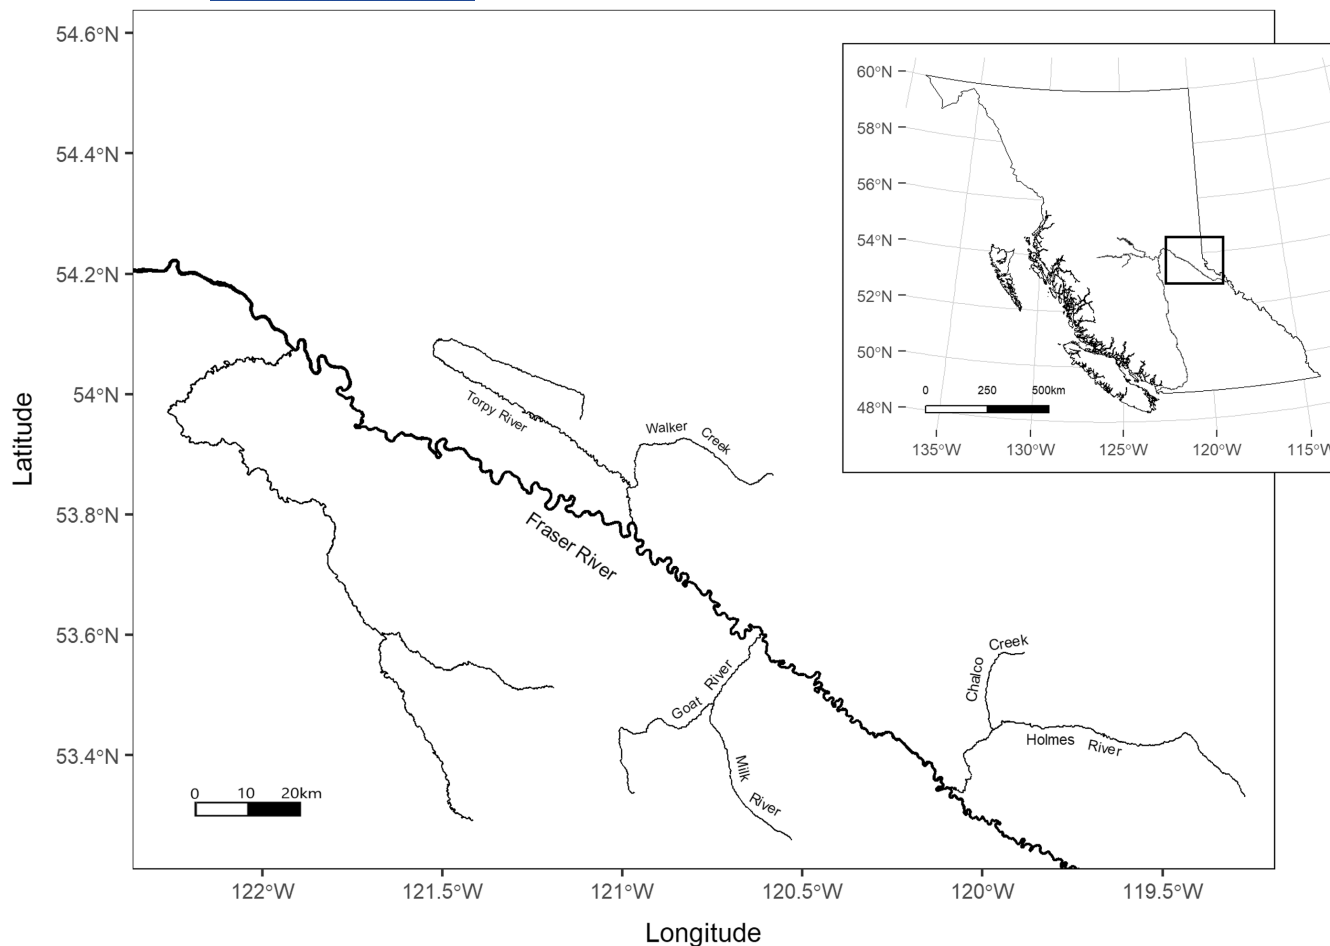 54.6°N
54.4°N
54.2°N
54°N
53.8°N
53.6°N
53.4°N
Latitude
122°W
121.5°W
121°W
120.5°W
120°W
119.5°W
Longitude
Torpy River
Walker Creek
Fraser River
Goat River
Milk River
Chalco Creek
Holmes River
0 10 20km
60°N
58°N
56°N
54°N
52°N
50°N
48°N
0 250 500km
135°W
130°W
125°W
120°W
115°W